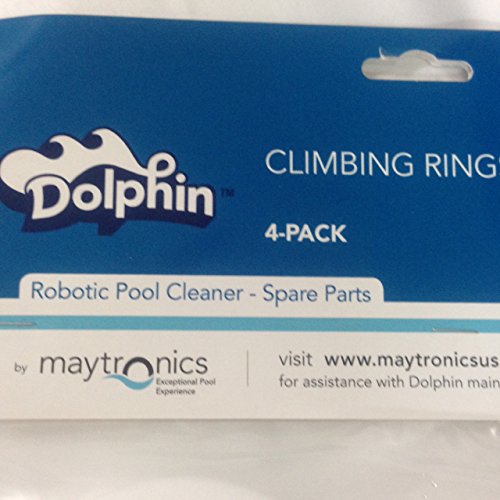 Dolphin™
CLIMBING RING
4-PACK
Robotic Pool Cleaner - Spare Parts
by maytronics
Exceptional Pool
Experience
visit www.maytronicsus
for assistance with Dolphin main